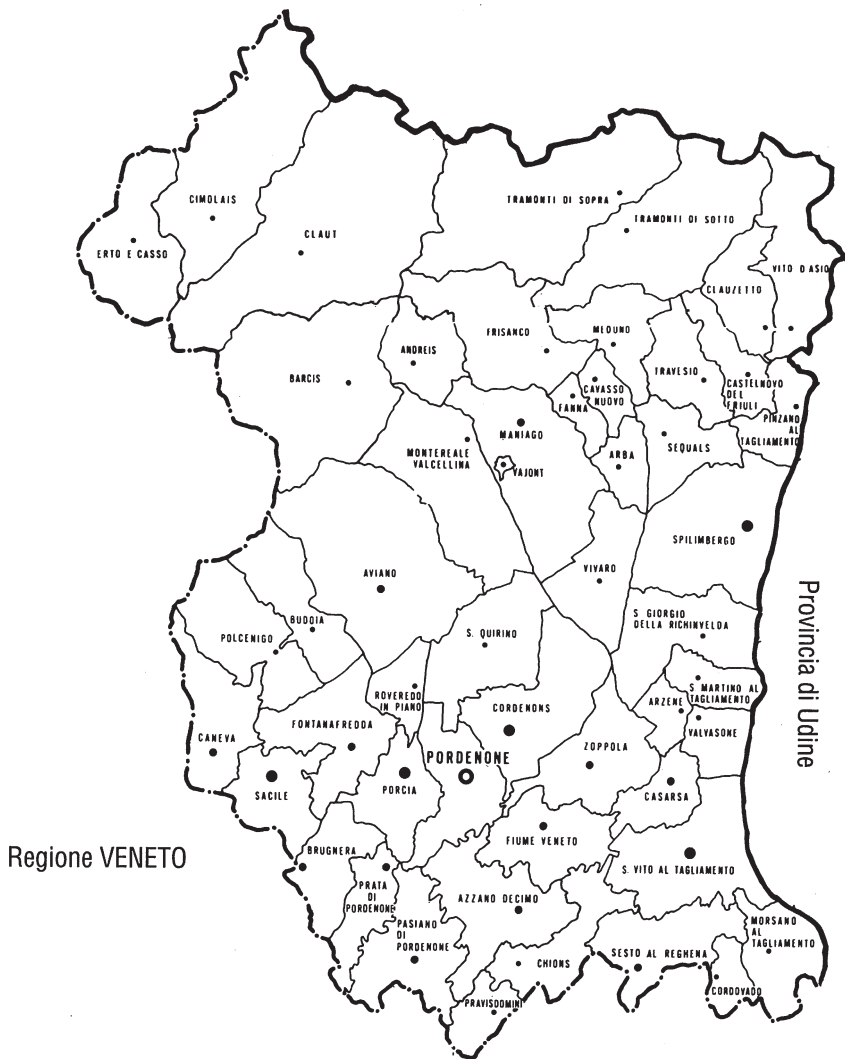 CIMOLAIS
TRAMONTI DI SOPRA
TRAMONTI DI SOTTO
CLAUT
ERTO E CASSO
VITO D'ASIO
CLAUZETTO
FRISANCO
MEDUNO
ANDREIS
BARCIS
TRAVESIO
CASTELNOVO
DEL
FRIULI
CAVASSO
NUOVO
FANNA
PINZANO
AL
TAGLIAMENTO
MANIAGO
MONTEREALE
VALCELLINA
VAJONT
ARBA
SEQUALS
SPILIMBERGO
VIVARO
AVIANO
BUDOIA
POLCENIGO
S. QUIRINO
S GIORGIO
DELLA RICHINVELDA
Provincia di Udine
S MARTINO AL
TAGLIAMENTO
ROVEREDO
IN PIANO
ARZENE
CORDENONS
FONTANAFREDDA
VALVASONE
CANEVA
ZOPPOLA
PORDENONE
PORCIA
SACILE
CASARSA
FIUME VENETO
BRUGNERA
Regione VENETO
PRATA
DI
PORDENONE
S. VITO AL TAGLIAMENTO
AZZANO DECIMO
PASIANO
DI
PORDENONE
MORSANO
AL
TAGLIAMENTO
CHIONS
SESTO AL REGHENA
CORDOVADO
PRAVISDOMINI